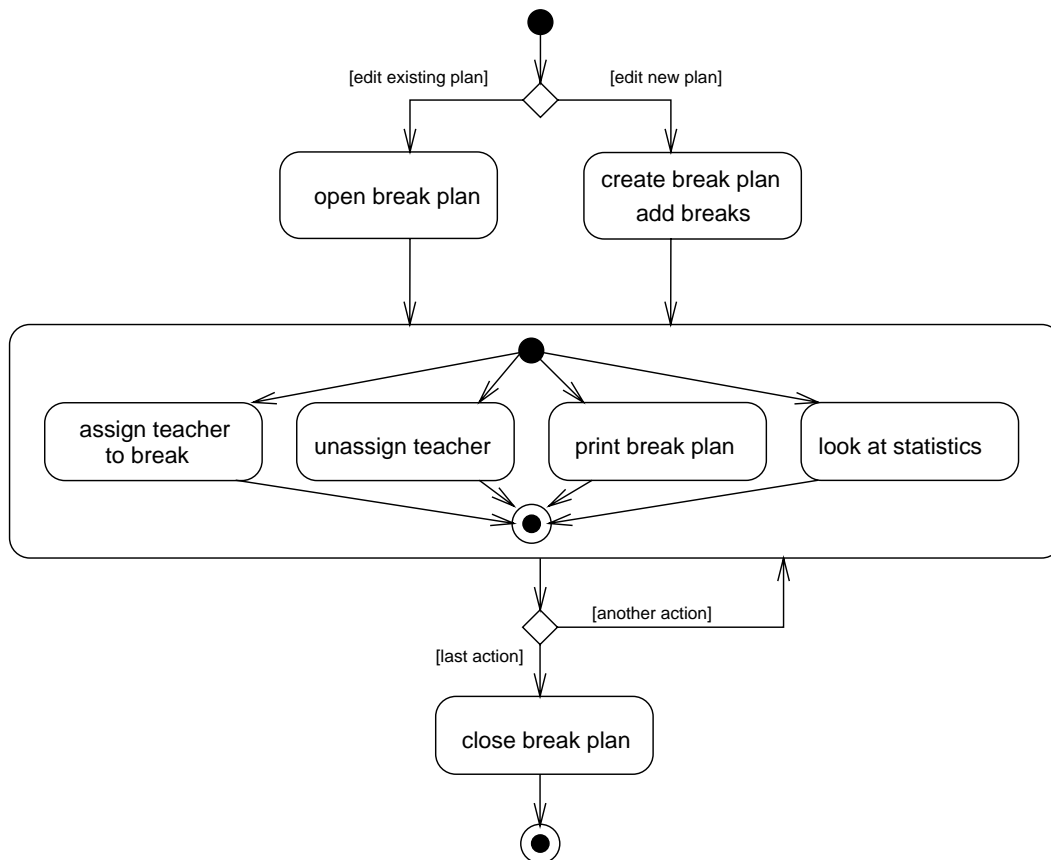 [edit existing plan]
[edit new plan]
open break plan
create break plan
add breaks
assign teacher
to break
unassign teacher
print break plan
look at statistics
[another action]
[last action]
close break plan